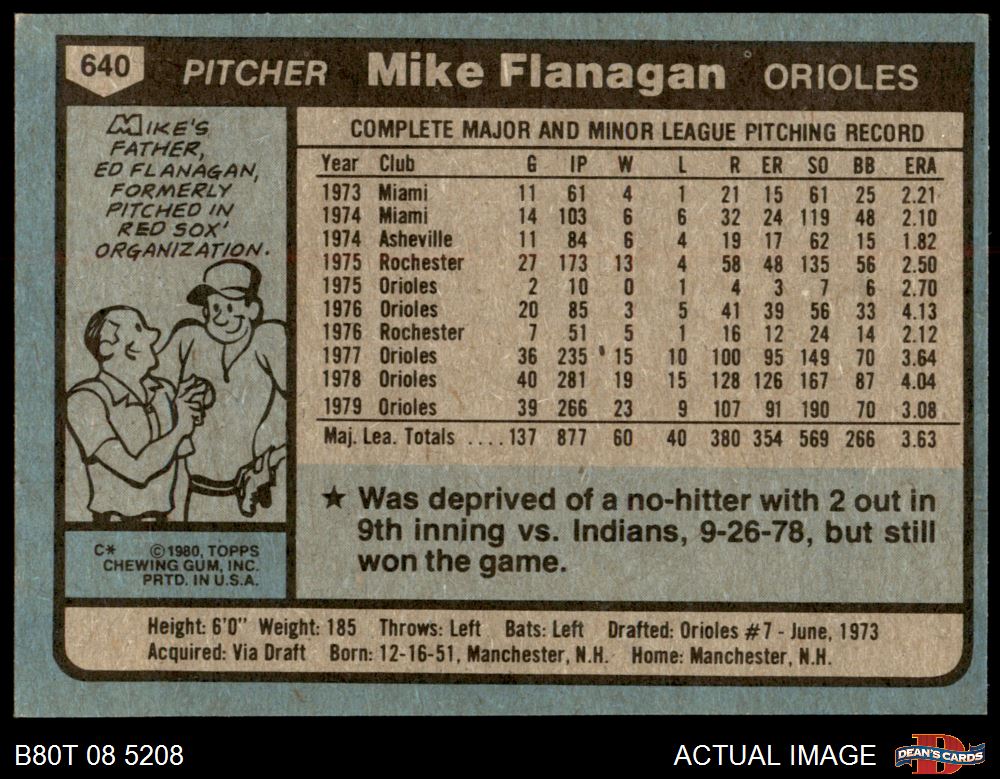 640 PITCHER Mike Flanagan ORIOLES
MIKE'S
FATHER,
ED FLANAGAN,
FORMERLY
PITCHED IN
RED SOX'
ORGANIZATION.
C* © 1980, TOPPS
CHEWING GUM, INC.
PRTD. IN U.S.A.
COMPLETE MAJOR AND MINOR LEAGUE PITCHING RECORD
Year Club G IP W L R ER SO BB ERA
1973 Miami 11 61 4 1 21 15 61 25 2.21
1974 Miami 14 103 6 6 32 24 119 48 2.10
1974 Asheville 11 84 6 4 19 17 62 15 1.82
1975 Rochester 27 173 13 4 58 48 135 56 2.50
1975 Orioles 2 10 0 1 4 3 7 6 2.70
1976 Orioles 20 85 3 5 41 39 56 33 4.13
1976 Rochester 7 51 5 1 16 12 24 14 2.12
1977 Orioles 36 235 15 10 100 95 149 70 3.64
1978 Orioles 40 281 19 15 128 126 167 87 4.04
1979 Orioles 39 266 23 9 107 91 190 70 3.08
Maj. Lea. Totals ....137 877 60 40 380 354 569 266 3.63
★ Was deprived of a no-hitter with 2 out in
9th inning vs. Indians, 9-26-78, but still
won the game.
Height: 6'0" Weight: 185 Throws: Left Bats: Left Drafted: Orioles #7 - June, 1973
Acquired: Via Draft Born: 12-16-51, Manchester, N.H. Home: Manchester, N.H.
B80T 08 5208 ACTUAL IMAGE DEAN'S CARDS